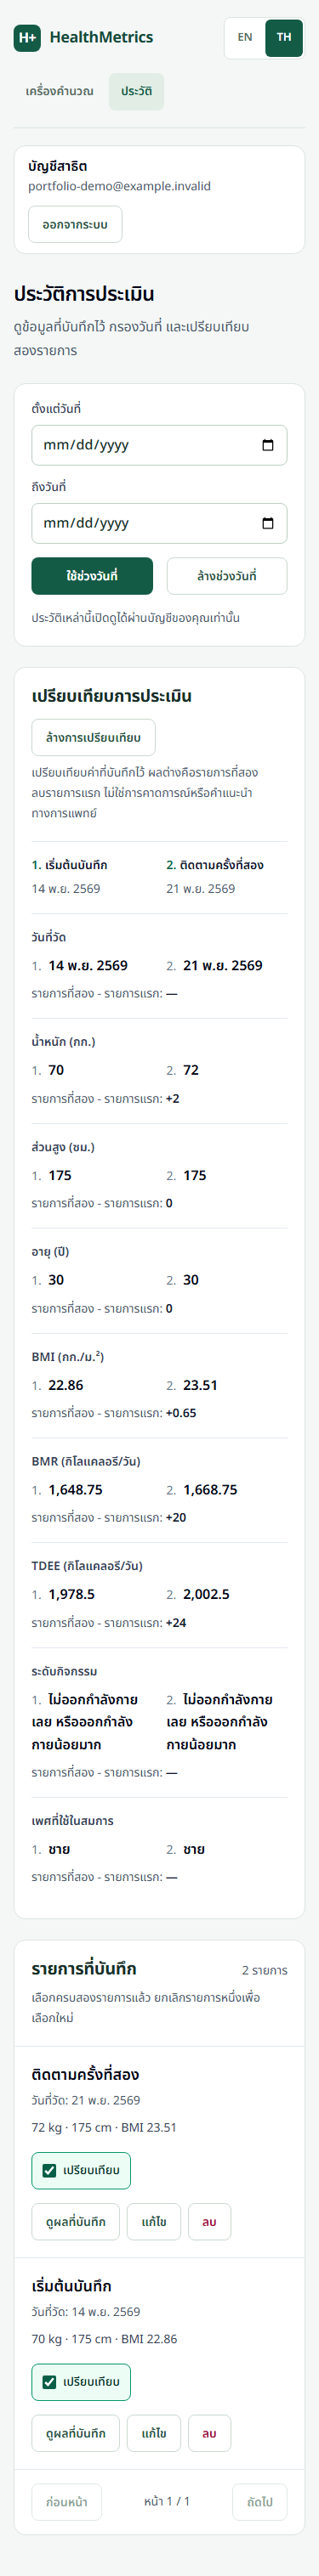 H+ HealthMetrics EN TH
เครื่องคำนวณ ประวัติ
บัญชีสาธิต
portfolio-demo@example.invalid
ออกจากระบบ
ประวัติการประเมิน
ดูข้อมูลที่บันทึกไว้ กรองวันที่ และเปรียบเทียบ
สองรายการ
ตั้งแต่วันที่
mm/dd/yyyy
ถึงวันที่
mm/dd/yyyy
ใช้ช่วงวันที่ ล้างช่วงวันที่
ประวัติเหล่านี้เปิดดูได้ผ่านบัญชีของคุณเท่านั้น
เปรียบเทียบการประเมิน
ล้างการเปรียบเทียบ
เปรียบเทียบค่าที่บันทึกไว้ ผลต่างคือรายการที่สอง
ลบรายการแรก ไม่ใช่การคาดการณ์หรือคำแนะนำ
ทางการแพทย์
1. เริ่มต้นบันทึก 2. ติดตามครั้งที่สอง
14 พ.ย. 2569 21 พ.ย. 2569
วันที่วัด
1. 14 พ.ย. 2569 2. 21 พ.ย. 2569
รายการที่สอง - รายการแรก: —
น้ำหนัก (กก.)
1. 70 2. 72
รายการที่สอง - รายการแรก: +2
ส่วนสูง (ซม.)
1. 175 2. 175
รายการที่สอง - รายการแรก: 0
อายุ (ปี)
1. 30 2. 30
รายการที่สอง - รายการแรก: 0
BMI (กก./ม.²)
1. 22.86 2. 23.51
รายการที่สอง - รายการแรก: +0.65
BMR (กิโลแคลอรี/วัน)
1. 1,648.75 2. 1,668.75
รายการที่สอง - รายการแรก: +20
TDEE (กิโลแคลอรี/วัน)
1. 1,978.5 2. 2,002.5
รายการที่สอง - รายการแรก: +24
ระดับกิจกรรม
1. ไม่ออกกำลังกาย 2. ไม่ออกกำลังกาย
เลย หรือออกกำลัง เลย หรือออกกำลัง
กายน้อยมาก กายน้อยมาก
รายการที่สอง - รายการแรก: —
เพศที่ใช้ในสมการ
1. ชาย 2. ชาย
รายการที่สอง - รายการแรก: —
รายการที่บันทึก 2 รายการ
เลือกครบสองรายการแล้ว ยกเลิกรายการหนึ่งเพื่อ
เลือกใหม่
ติดตามครั้งที่สอง
วันที่วัด: 21 พ.ย. 2569
72 kg · 175 cm · BMI 23.51
เปรียบเทียบ
ดูผลที่บันทึก แก้ไข ลบ
เริ่มต้นบันทึก
วันที่วัด: 14 พ.ย. 2569
70 kg · 175 cm · BMI 22.86
เปรียบเทียบ
ดูผลที่บันทึก แก้ไข ลบ
ก่อนหน้า หน้า 1 / 1 ถัดไป